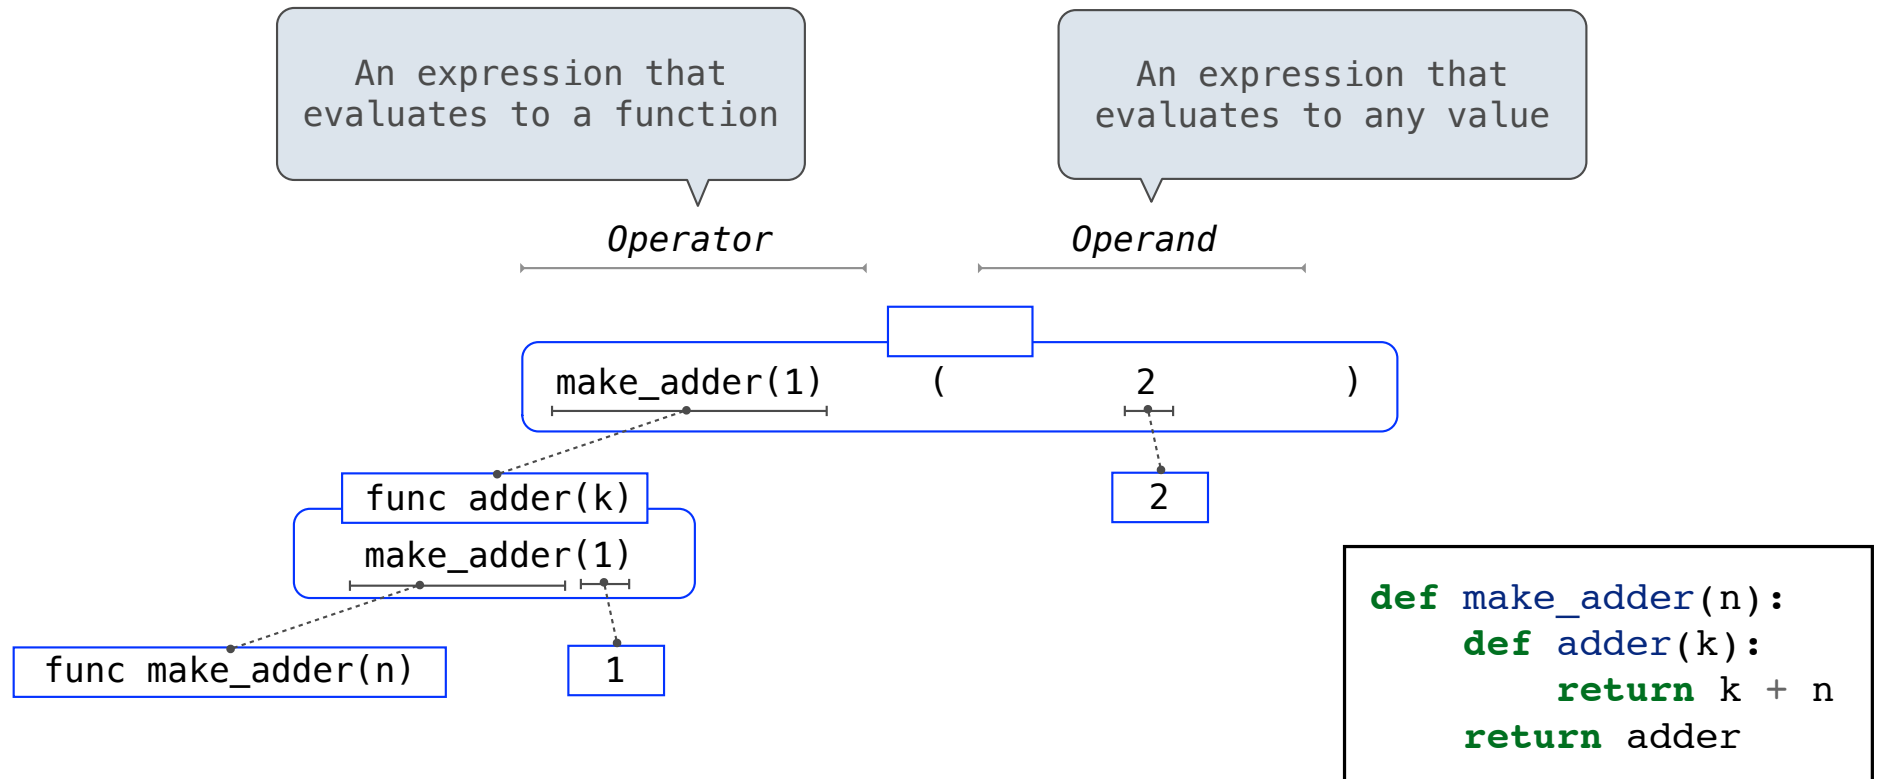 An expression that
evaluates to a function
An expression that
evaluates to any value
Operator
Operand
make_adder(1) ( 2 )
func adder(k)
2
make_adder(1)
func make_adder(n)
1
def make_adder(n):
    def adder(k):
        return k + n
    return adder